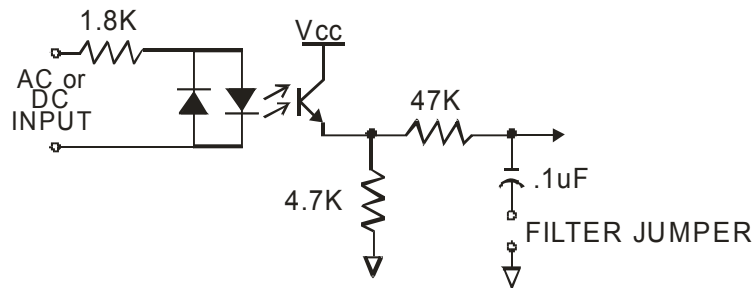 1.8K
Vcc
AC or
DC
INPUT
47K
4.7K
.1uF
FILTER JUMPER